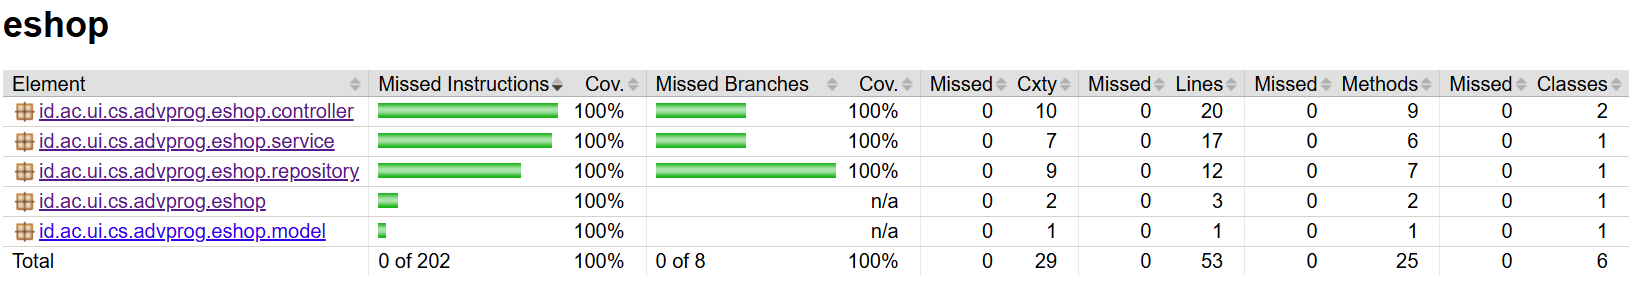 eshop
Element Missed Instructions Cov. Missed Branches Cov. Missed Cxty Missed Lines Missed Methods Missed Classes
id.ac.ui.cs.advprog.eshop.controller 100% 100% 0 10 0 20 0 9 0 2
id.ac.ui.cs.advprog.eshop.service 100% 100% 0 7 0 17 0 6 0 1
id.ac.ui.cs.advprog.eshop.repository 100% 100% 0 9 0 12 0 7 0 1
id.ac.ui.cs.advprog.eshop 100% n/a 0 2 0 3 0 2 0 1
id.ac.ui.cs.advprog.eshop.model 100% n/a 0 1 0 1 0 1 0 1
Total 0 of 202 100% 0 of 8 100% 0 29 0 53 0 25 0 6